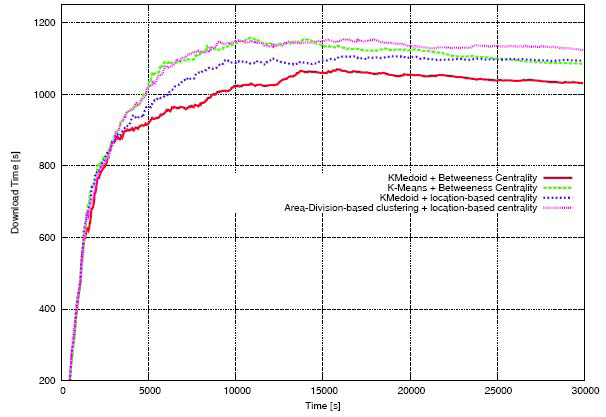 1200
1000
800
600
400
200
Download Time [s]
KMedoid + Betweeness Centrality
K-Means + Betweeness Centrality
KMedoid + location-based centrality
Area-Division-based clustering + location-based centrality
0 5000 10000 15000 20000 25000 30000
Time [s]